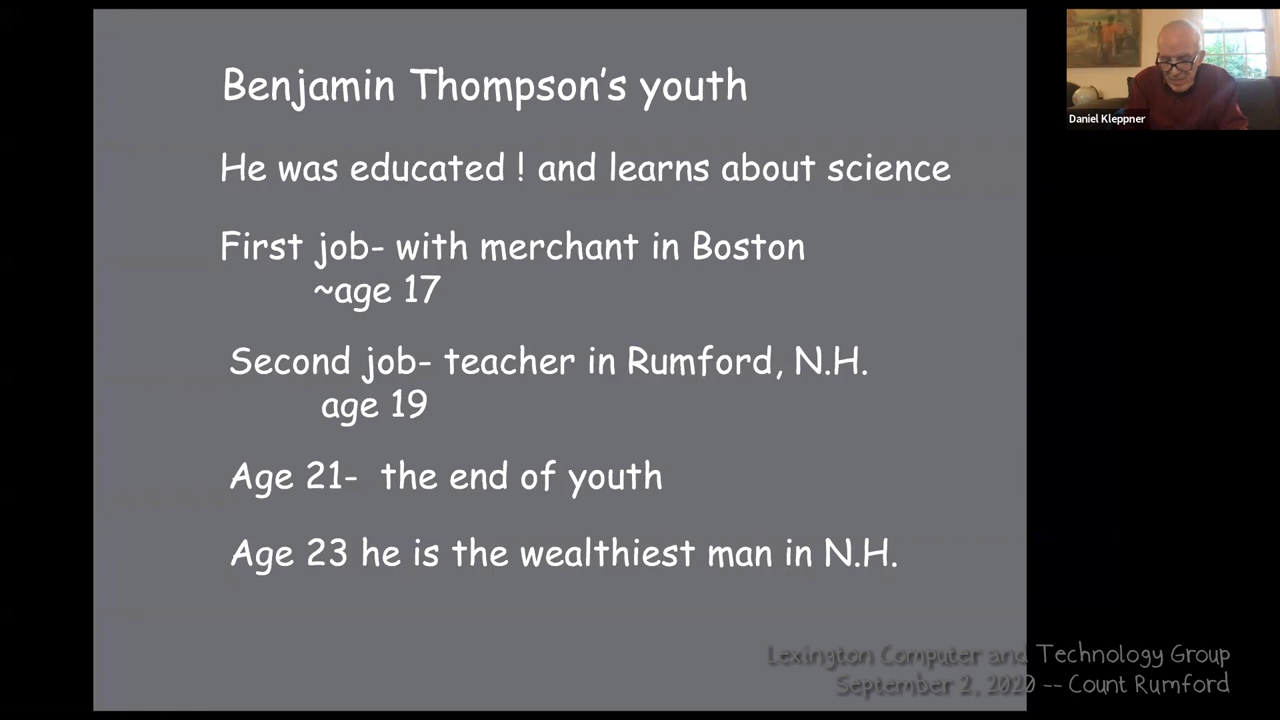 Benjamin Thompson's youth
He was educated ! and learns about science
First job- with merchant in Boston
~age 17
Second job- teacher in Rumford, N.H.
age 19
Age 21- the end of youth
Age 23 he is the wealthiest man in N.H.
Daniel Kleppner
Lexington Computer and Technology Group
September 2, 2020 -- Count Rumford